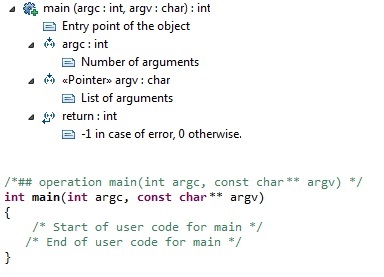 main (argc : int, argv : char) : int
Entry point of the object
argc : int
Number of arguments
«Pointer» argv : char
List of arguments
return : int
-1 in case of error, 0 otherwise.
/*## operation main(int argc, const char** argv) */
int main(int argc, const char** argv)
{
/* Start of user code for main */
/* End of user code for main */
}